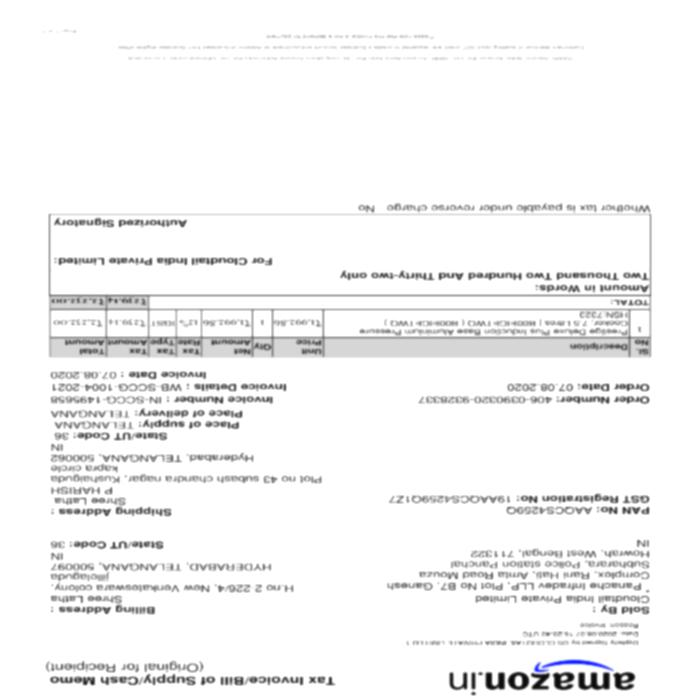 amazon.in
Tax Invoice/Bill of Supply/Cash Memo
(Original for Recipient)
Sold By :
Cloudtail India Private Limited
* Panache Infradev LLP, Plot No B7, Ganesh
Complex, Rani Hati, Amta Road Mouza
Subharara, Police station Panchal
Howrah, West Bengal, 711322
IN
PAN No: AAQCS4259Q
GST Registration No: 19AAQCS4259Q1Z7
Billing Address :
Shree Latha
H.no 2 226/4, New Venkateswara colony,
jillelaguda
HYDERABAD, TELANGANA, 500097
IN
State/UT Code: 36
Shipping Address :
Shree Latha
P HARISH
Plot no 43 subash chandra nagar, Kushaiguda
kapra circle
Hyderabad, TELANGANA, 500062
IN
State/UT Code: 36
Place of supply: TELANGANA
Place of delivery: TELANGANA
Order Number: 406-0390320-9328337
Order Date: 07.08.2020
Invoice Number : IN-SCCG-1495658
Invoice Details : WB-SCCG-1004-2021
Invoice Date : 07.08.2020
Sl. No Description Unit Price Qty Net Amount Tax Rate Tax Type Tax Amount Total Amount
1 Prestige Deluxe Plus Induction Base Aluminium Pressure
Cooker, 7.5 Litres
HSN:7323
₹1,992.86 1 ₹1,992.86 12% IGST ₹239.14 ₹2,232.00
TOTAL: ₹239.14 ₹2,232.00
Amount in Words:
Two Thousand Two Hundred And Thirty-two only
For Cloudtail India Private Limited:
Authorized Signatory
Whether tax is payable under reverse charge - No